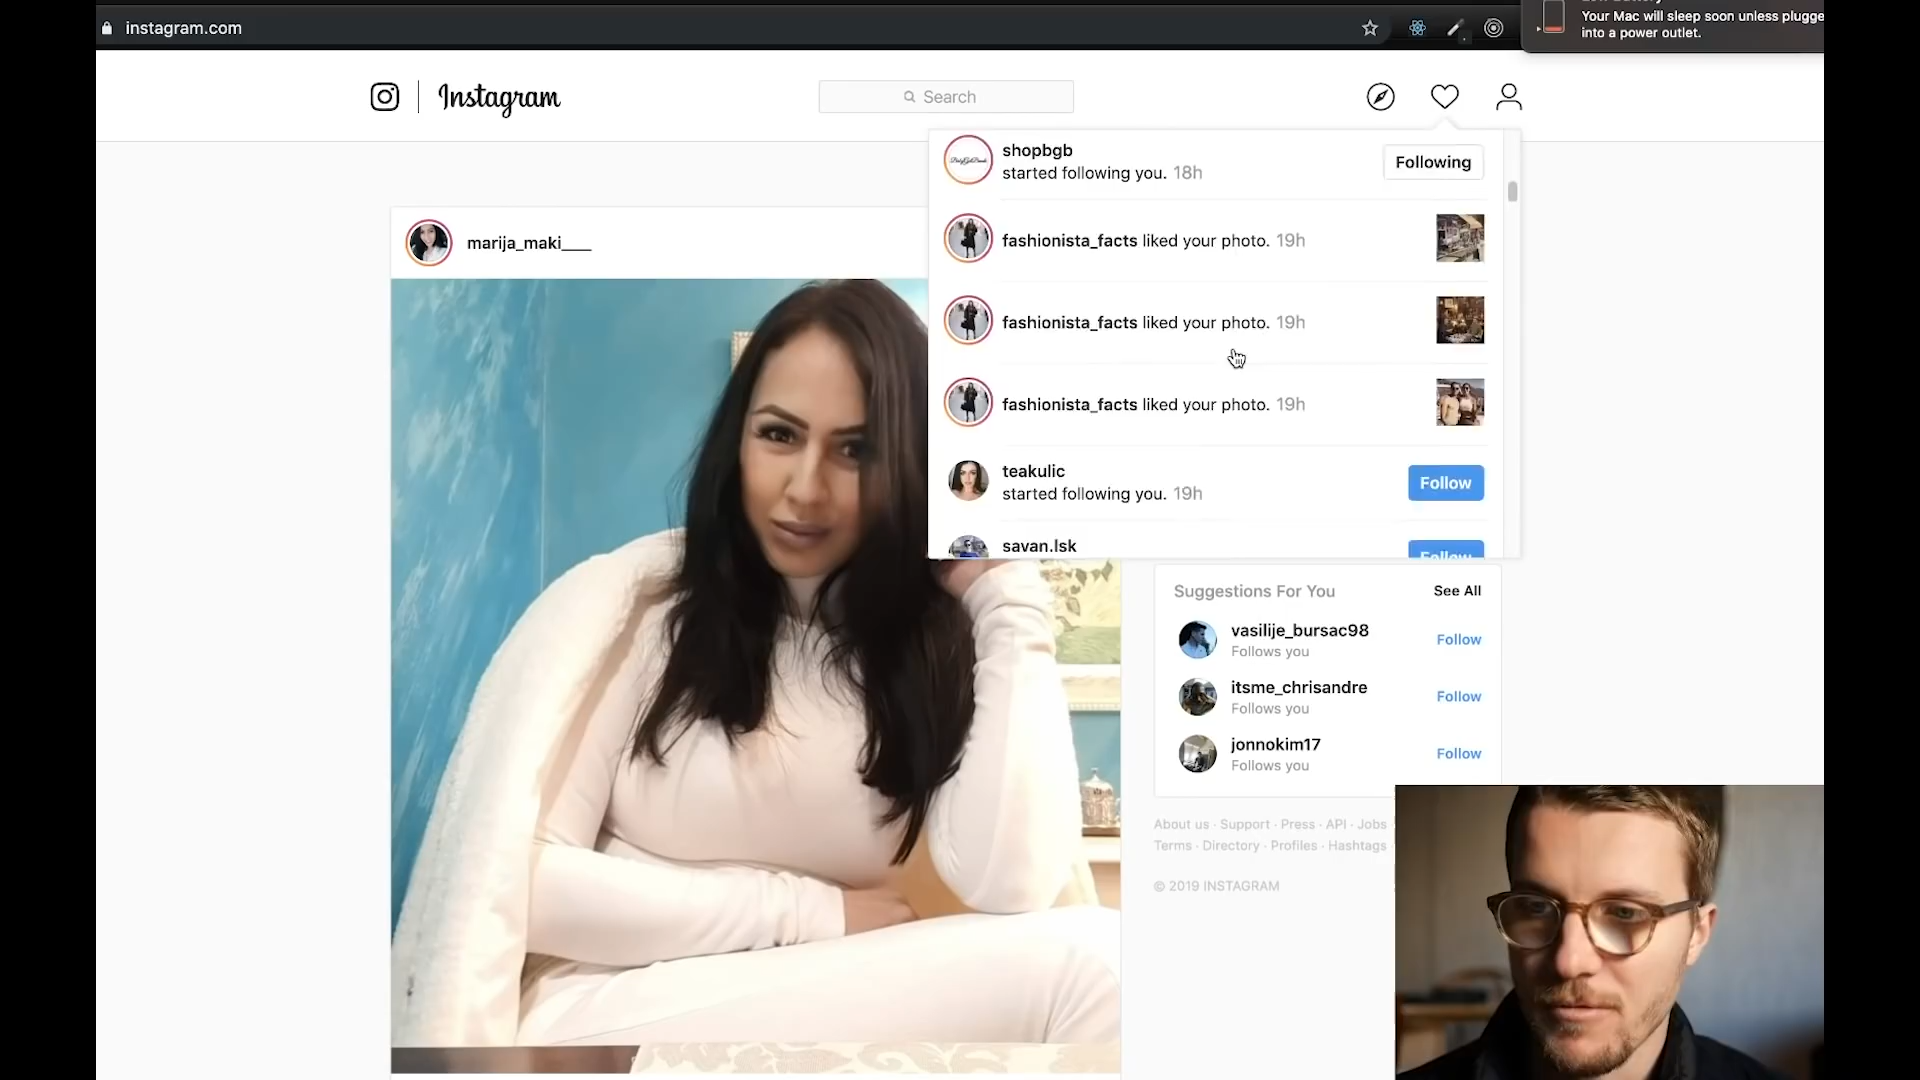 instagram.com
Your Mac will sleep soon unless plugge
into a power outlet.
Instagram
Search
shopbgb
started following you. 18h
Following
fashionista_facts liked your photo. 19h
fashionista_facts liked your photo. 19h
fashionista_facts liked your photo. 19h
teakulic
started following you. 19h
Follow
savan.lsk
Follow
marija_maki____
Suggestions For You
See All
vasilije_bursac98
Follows you
Follow
itsme_chrisandre
Follows you
Follow
jonnokim17
Follows you
Follow
About us · Support · Press · API · Jobs
Terms · Directory · Profiles · Hashtags ·
© 2019 INSTAGRAM